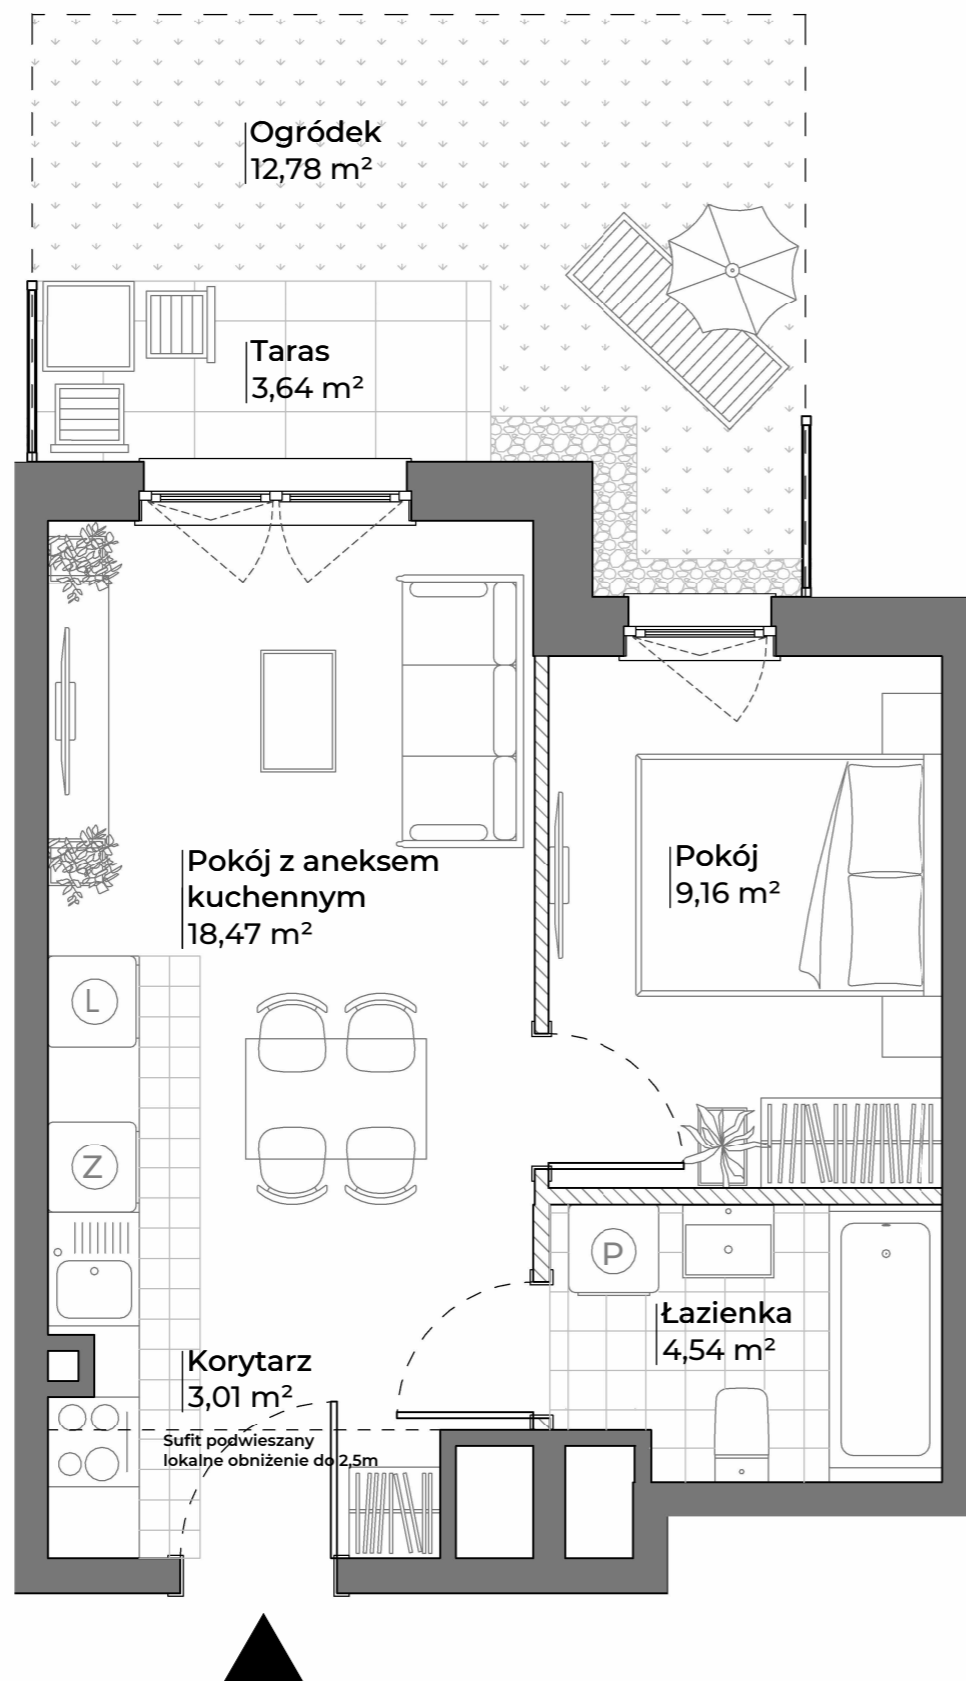 Ogródek
12,78 m²
Taras
3,64 m²
Pokój z aneksem
kuchennym
18,47 m²
Pokój
9,16 m²
L
Z
P
Łazienka
4,54 m²
Korytarz
3,01 m²
Sufit podwieszany
lokalne obniżenie do 2,5m